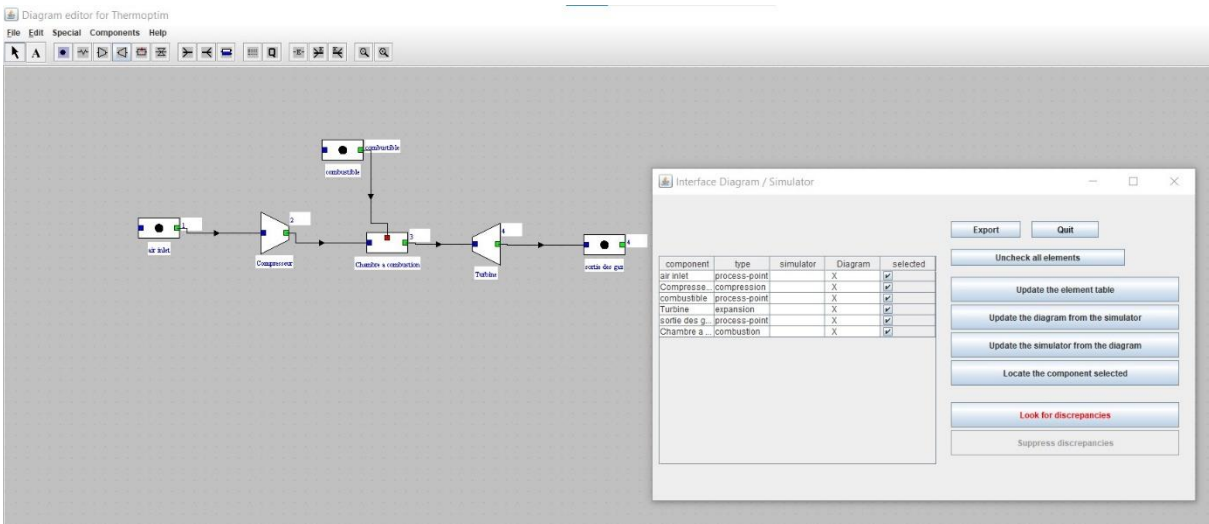 Diagram editor for Thermoptim
File Edit Special Components Help
A Q
combustible
combustible
1
air inlet
2
Compresseur
3
Chambre a combustion
4
Turbine
4
sortie des gas
Interface Diagram / Simulator
Export Quit
Uncheck all elements
component type simulator Diagram selected
air inlet process-point X
Compresse... compression X
combustible process-point X
Turbine expansion X
sortie des g... process-point X
Chambre a ... combustion X
Update the element table
Update the diagram from the simulator
Update the simulator from the diagram
Locate the component selected
Look for discrepancies
Suppress discrepancies